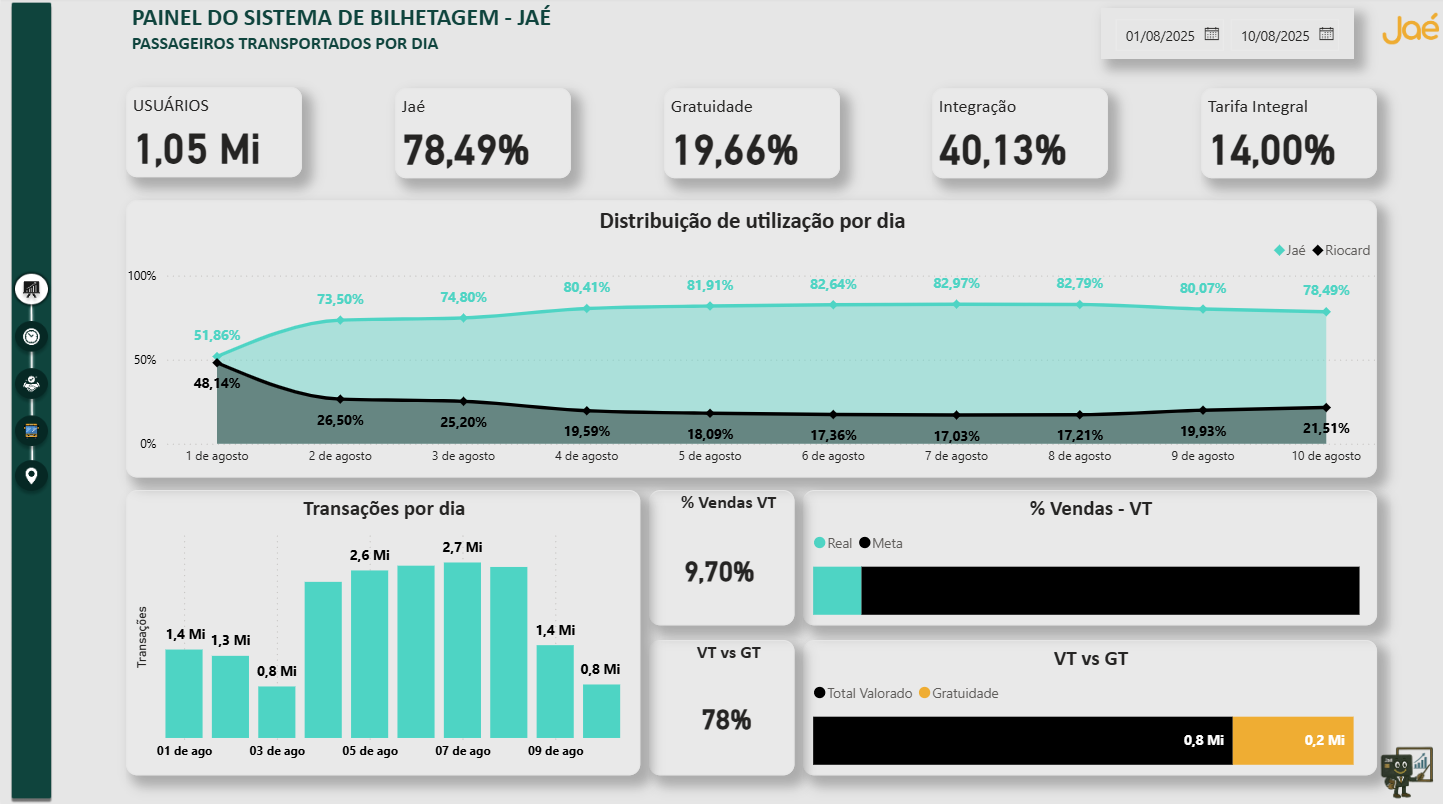 PAINEL DO SISTEMA DE BILHETAGEM - JAÉ
PASSAGEIROS TRANSPORTADOS POR DIA
01/08/2025 10/08/2025
Jaé
USUÁRIOS
1,05 Mi
Jaé
78,49%
Gratuidade
19,66%
Integração
40,13%
Tarifa Integral
14,00%
Distribuição de utilização por dia
Jaé Riocard
100%
50%
0%
51,86% 73,50% 74,80% 80,41% 81,91% 82,64% 82,97% 82,79% 80,07% 78,49%
48,14% 26,50% 25,20% 19,59% 18,09% 17,36% 17,03% 17,21% 19,93% 21,51%
1 de agosto 2 de agosto 3 de agosto 4 de agosto 5 de agosto 6 de agosto 7 de agosto 8 de agosto 9 de agosto 10 de agosto
Transações por dia
Transações
1,4 Mi 1,3 Mi 0,8 Mi 2,6 Mi 2,7 Mi 1,4 Mi 0,8 Mi
01 de ago 03 de ago 05 de ago 07 de ago 09 de ago
% Vendas VT
9,70%
% Vendas - VT
Real Meta
VT vs GT
78%
VT vs GT
Total Valorado Gratuidade
0,8 Mi 0,2 Mi